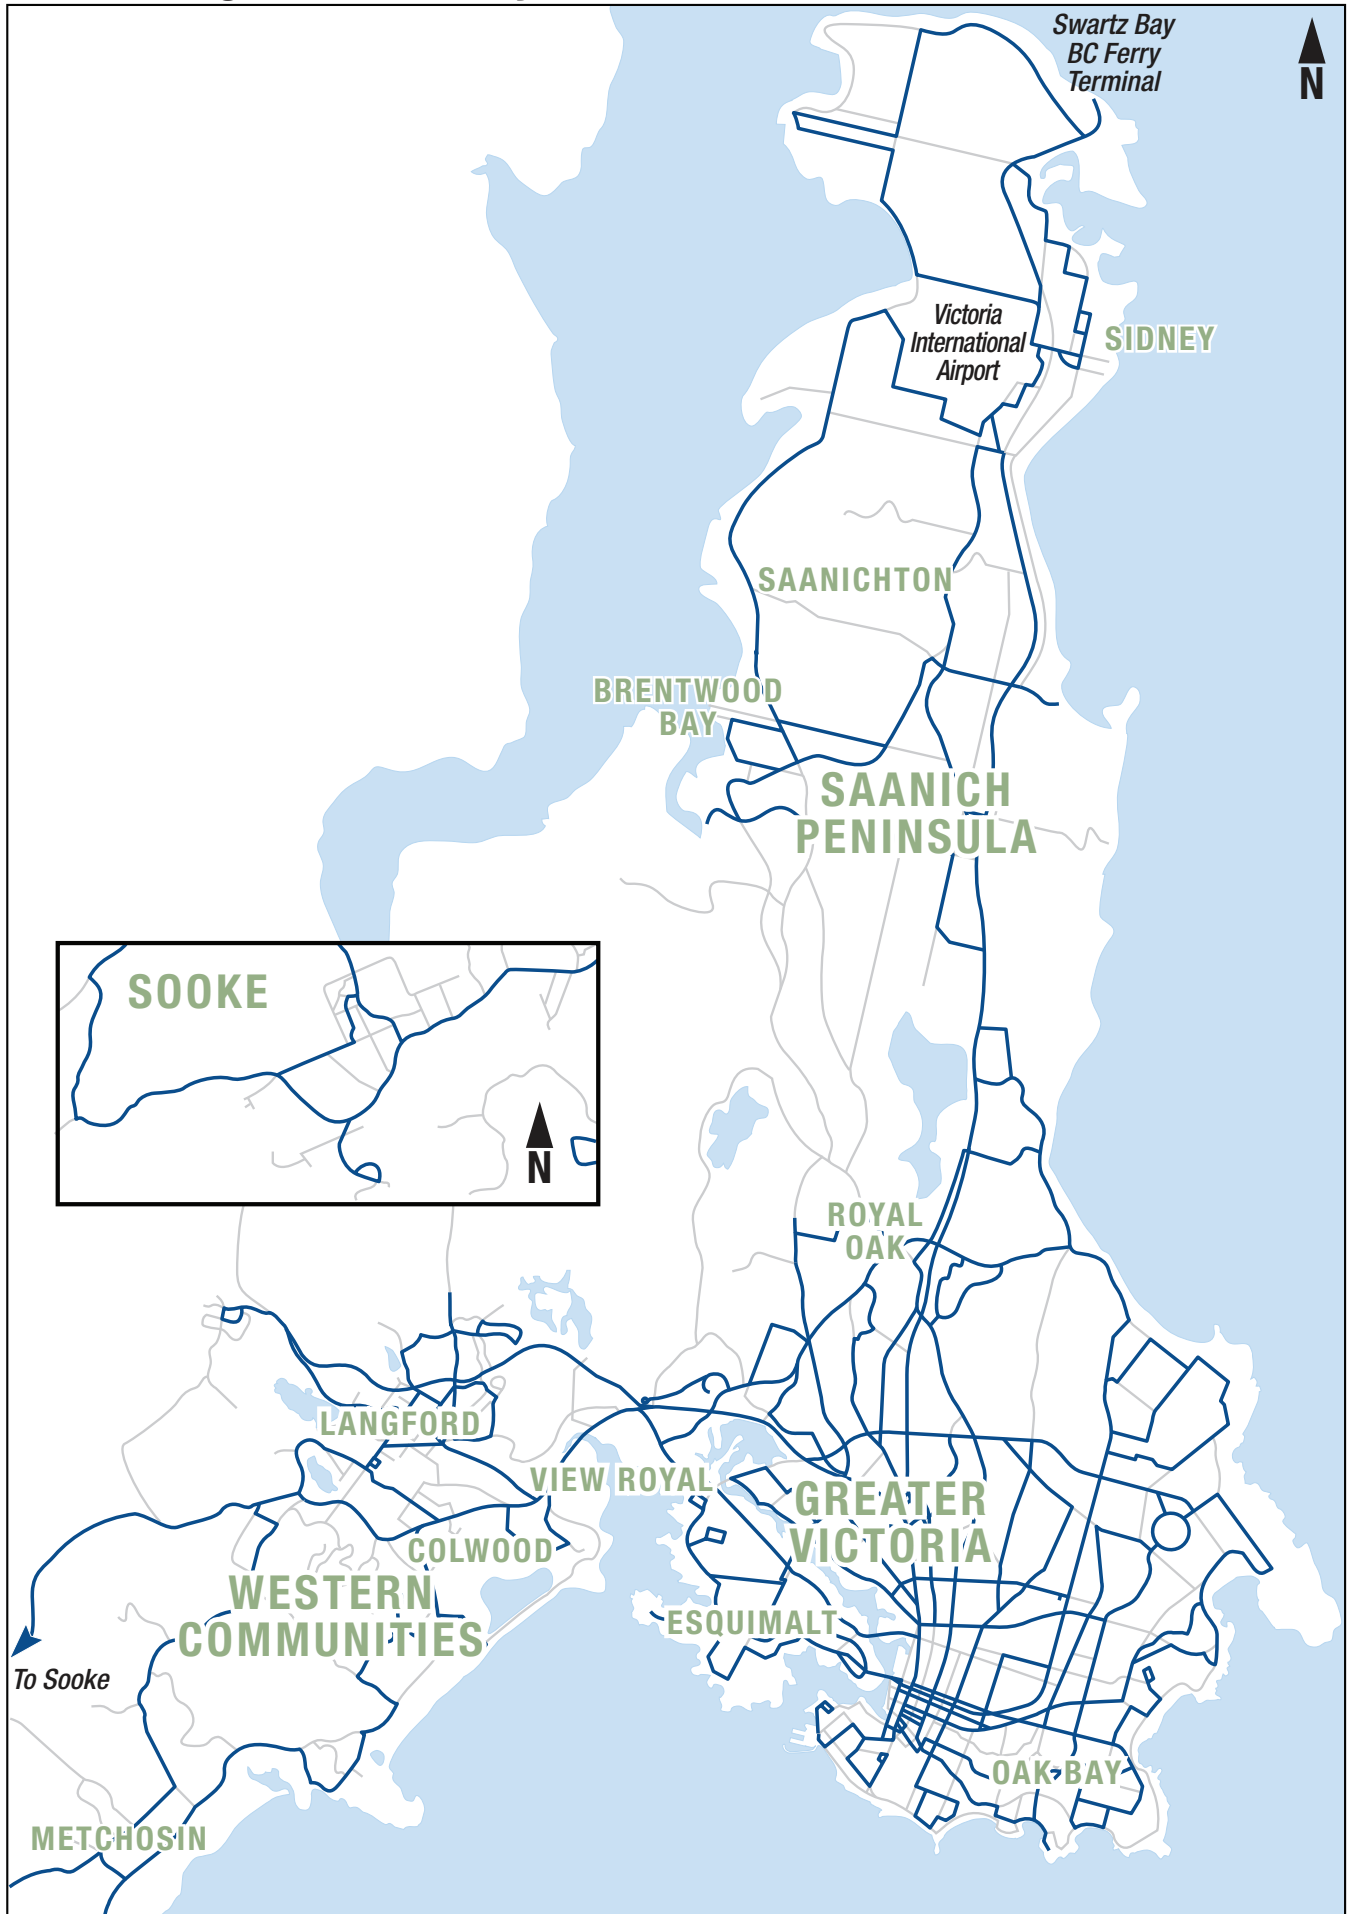 Swartz Bay
BC Ferry
Terminal
N
Victoria
International
Airport
SIDNEY
SAANICHTON
BRENTWOOD
BAY
SAANICH
PENINSULA
SOOKE
N
ROYAL
OAK
LANGFORD
VIEW ROYAL
GREATER
VICTORIA
COLWOOD
WESTERN
COMMUNITIES
ESQUIMALT
To Sooke
OAK BAY
METCHOSIN